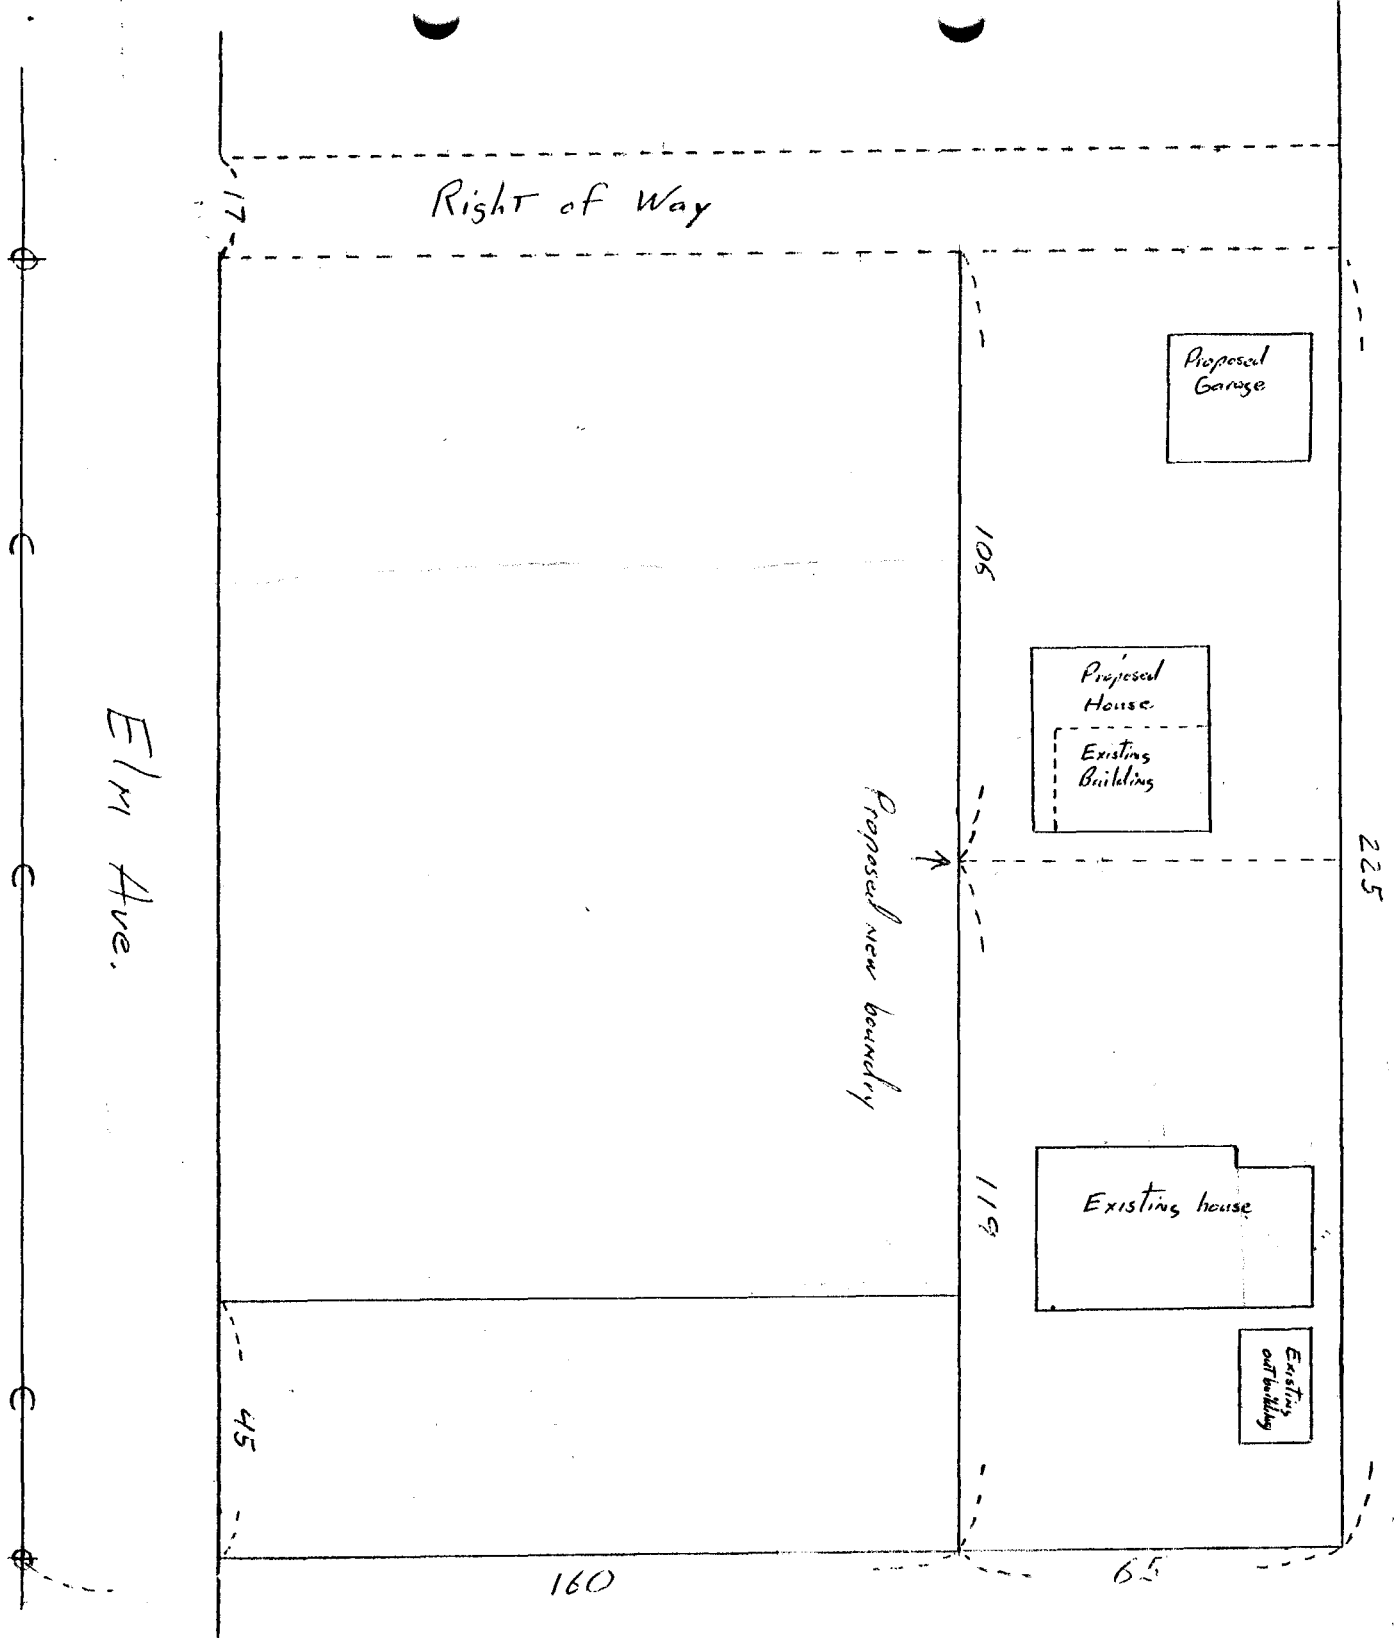 17
Right of Way
Proposed
Garage
106
Proposed
House
Existing
Building
225
Elm Ave.
Proposed new boundry
119
Existing house
Existing
outbuilding
45
160
65